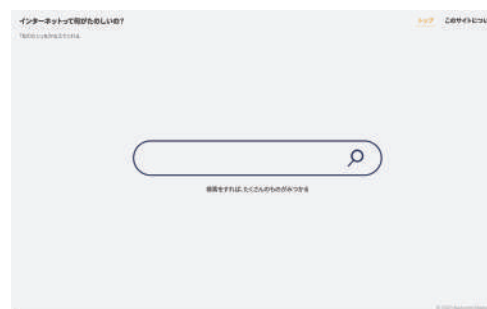 インターネットって何がたのしいの?
トップ
このサイトについ
検索をすれば、たくさんのものがみつかる